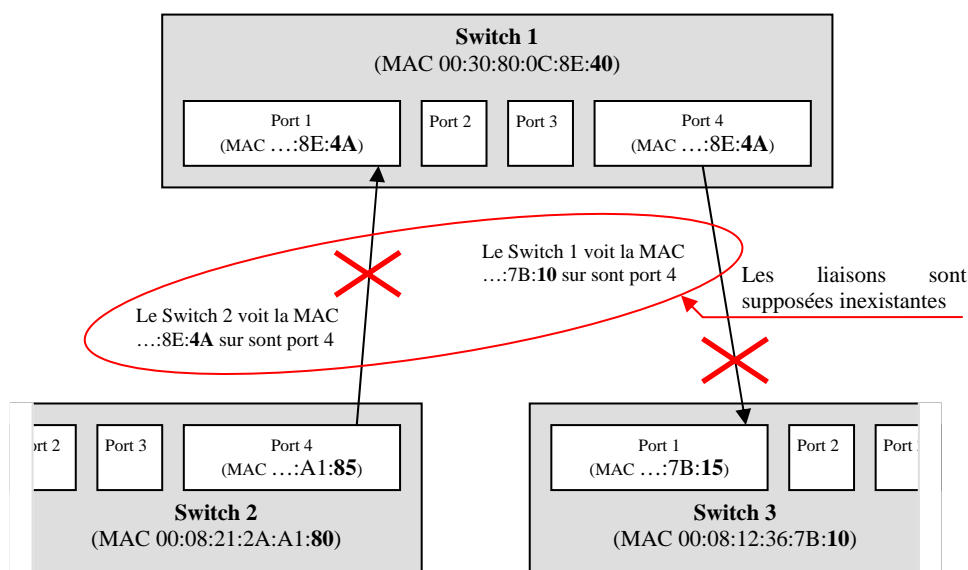 Switch 1
(MAC 00:30:80:0C:8E:40)
Port 1
(MAC …:8E:4A)
Port 2
Port 3
Port 4
(MAC …:8E:4A)
Le Switch 1 voit la MAC
…:7B:10 sur sont port 4
Les liaisons sont
supposées inexistantes
Le Switch 2 voit la MAC
…:8E:4A sur sont port 4
ort 2
Port 3
Port 4
(MAC …:A1:85)
Switch 2
(MAC 00:08:21:2A:A1:80)
Port 1
(MAC …:7B:15)
Port 2
Port
Switch 3
(MAC 00:08:12:36:7B:10)